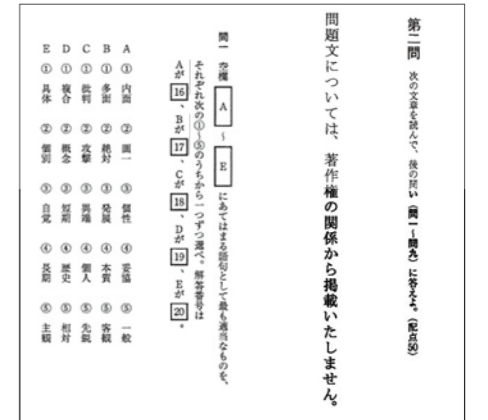 第二問 次の文章を読んで、後の問い(問一~問九)に答えよ。(配点50)
問題文については、著作権の関係から掲載いたしません。
問一 空欄 A ~ E にあてはまる語句として最も適当なものを、
それぞれ次の①~⑤のうちから一つずつ選べ。解答番号は
Aが 16 、Bが 17 、Cが 18 、Dが 19 、Eが 20 。
A ① 内面 ② 画一 ③ 個性 ④ 妥協 ⑤ 一般
B ① 多面 ② 絶対 ③ 発展 ④ 本質 ⑤ 客観
C ① 批判 ② 攻撃 ③ 異端 ④ 個人 ⑤ 先鋭
D ① 複合 ② 概念 ③ 短期 ④ 歴史 ⑤ 相対
E ① 具体 ② 個別 ③ 自覚 ④ 長期 ⑤ 主観